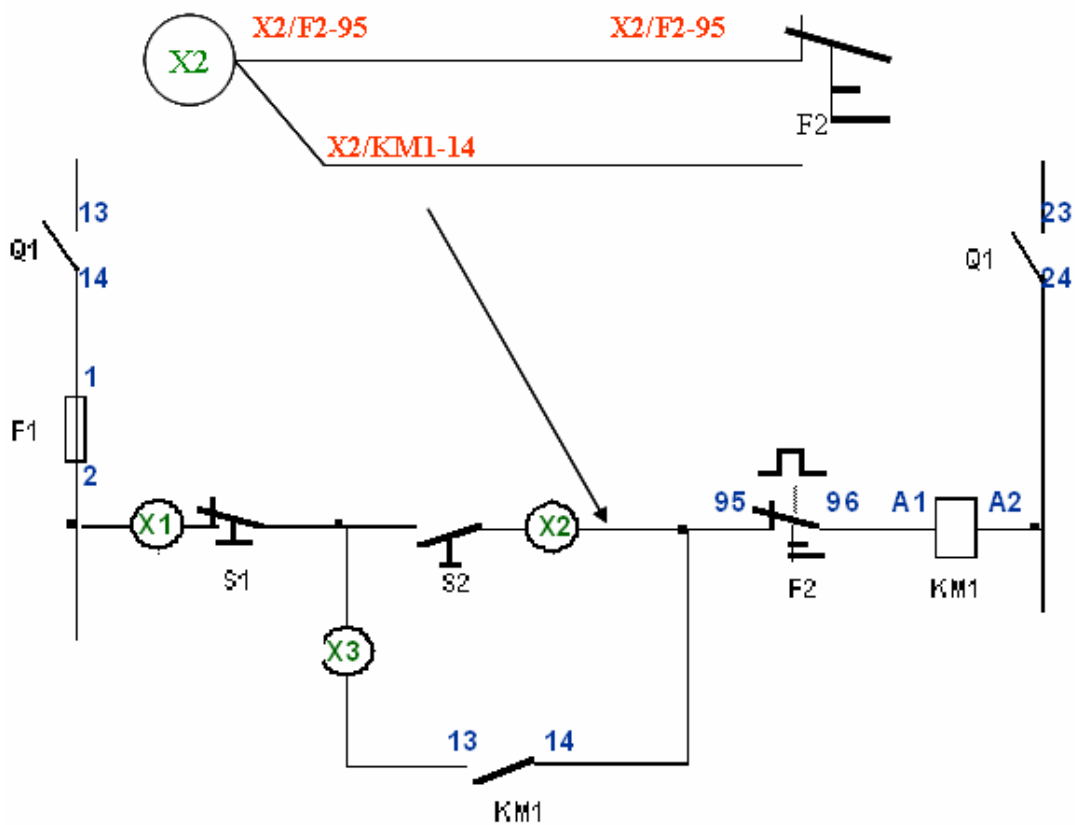 X2/F2-95 X2/F2-95
X2
F2
X2/KM1-14
13 23
Q1 Q1
14 24
1
F1
2
95 96 A1 A2
X1 X2
S1 S2 F2 KM1
X3
13 14
KM1